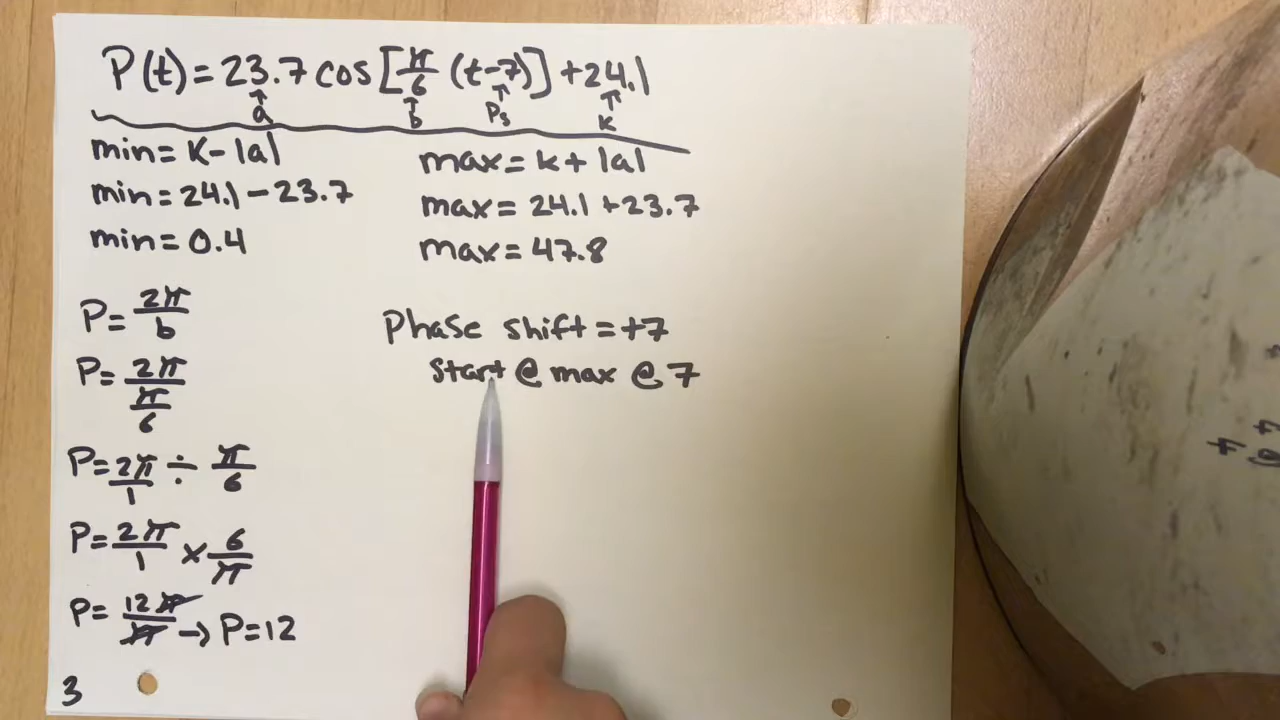 P(t) = 23.7 cos[π/6 (t-7)] + 24.1
↑ a ↑ b ↑ Ps ↑ k
min = K - |a|
min = 24.1 - 23.7
min = 0.4
max = k + |a|
max = 24.1 + 23.7
max = 47.8
P = 2π/b
P = 2π/(π/6)
P = 2π/1 ÷ π/6
P = 2π/1 × 6/π
P = 12π/π → P = 12
Phase shift = +7
Start @ max @ 7
3